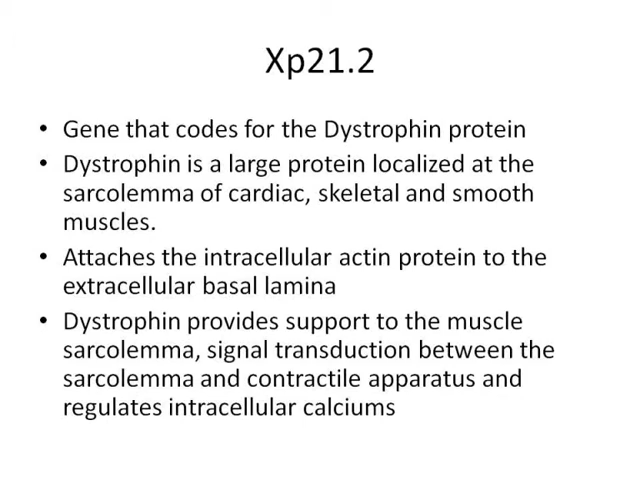 Xp21.2
• Gene that codes for the Dystrophin protein
• Dystrophin is a large protein localized at the
sarcolemma of cardiac, skeletal and smooth
muscles.
• Attaches the intracellular actin protein to the
extracellular basal lamina
• Dystrophin provides support to the muscle
sarcolemma, signal transduction between the
sarcolemma and contractile apparatus and
regulates intracellular calciums